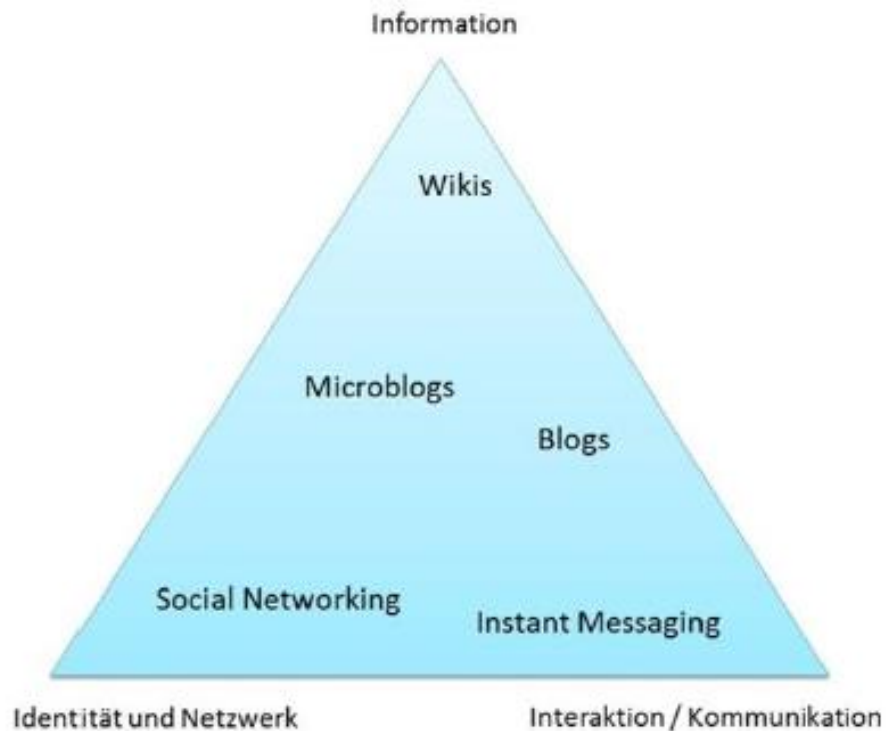 Information
Wikis
Microblogs
Blogs
Social Networking
Instant Messaging
Identität und Netzwerk
Interaktion / Kommunikation